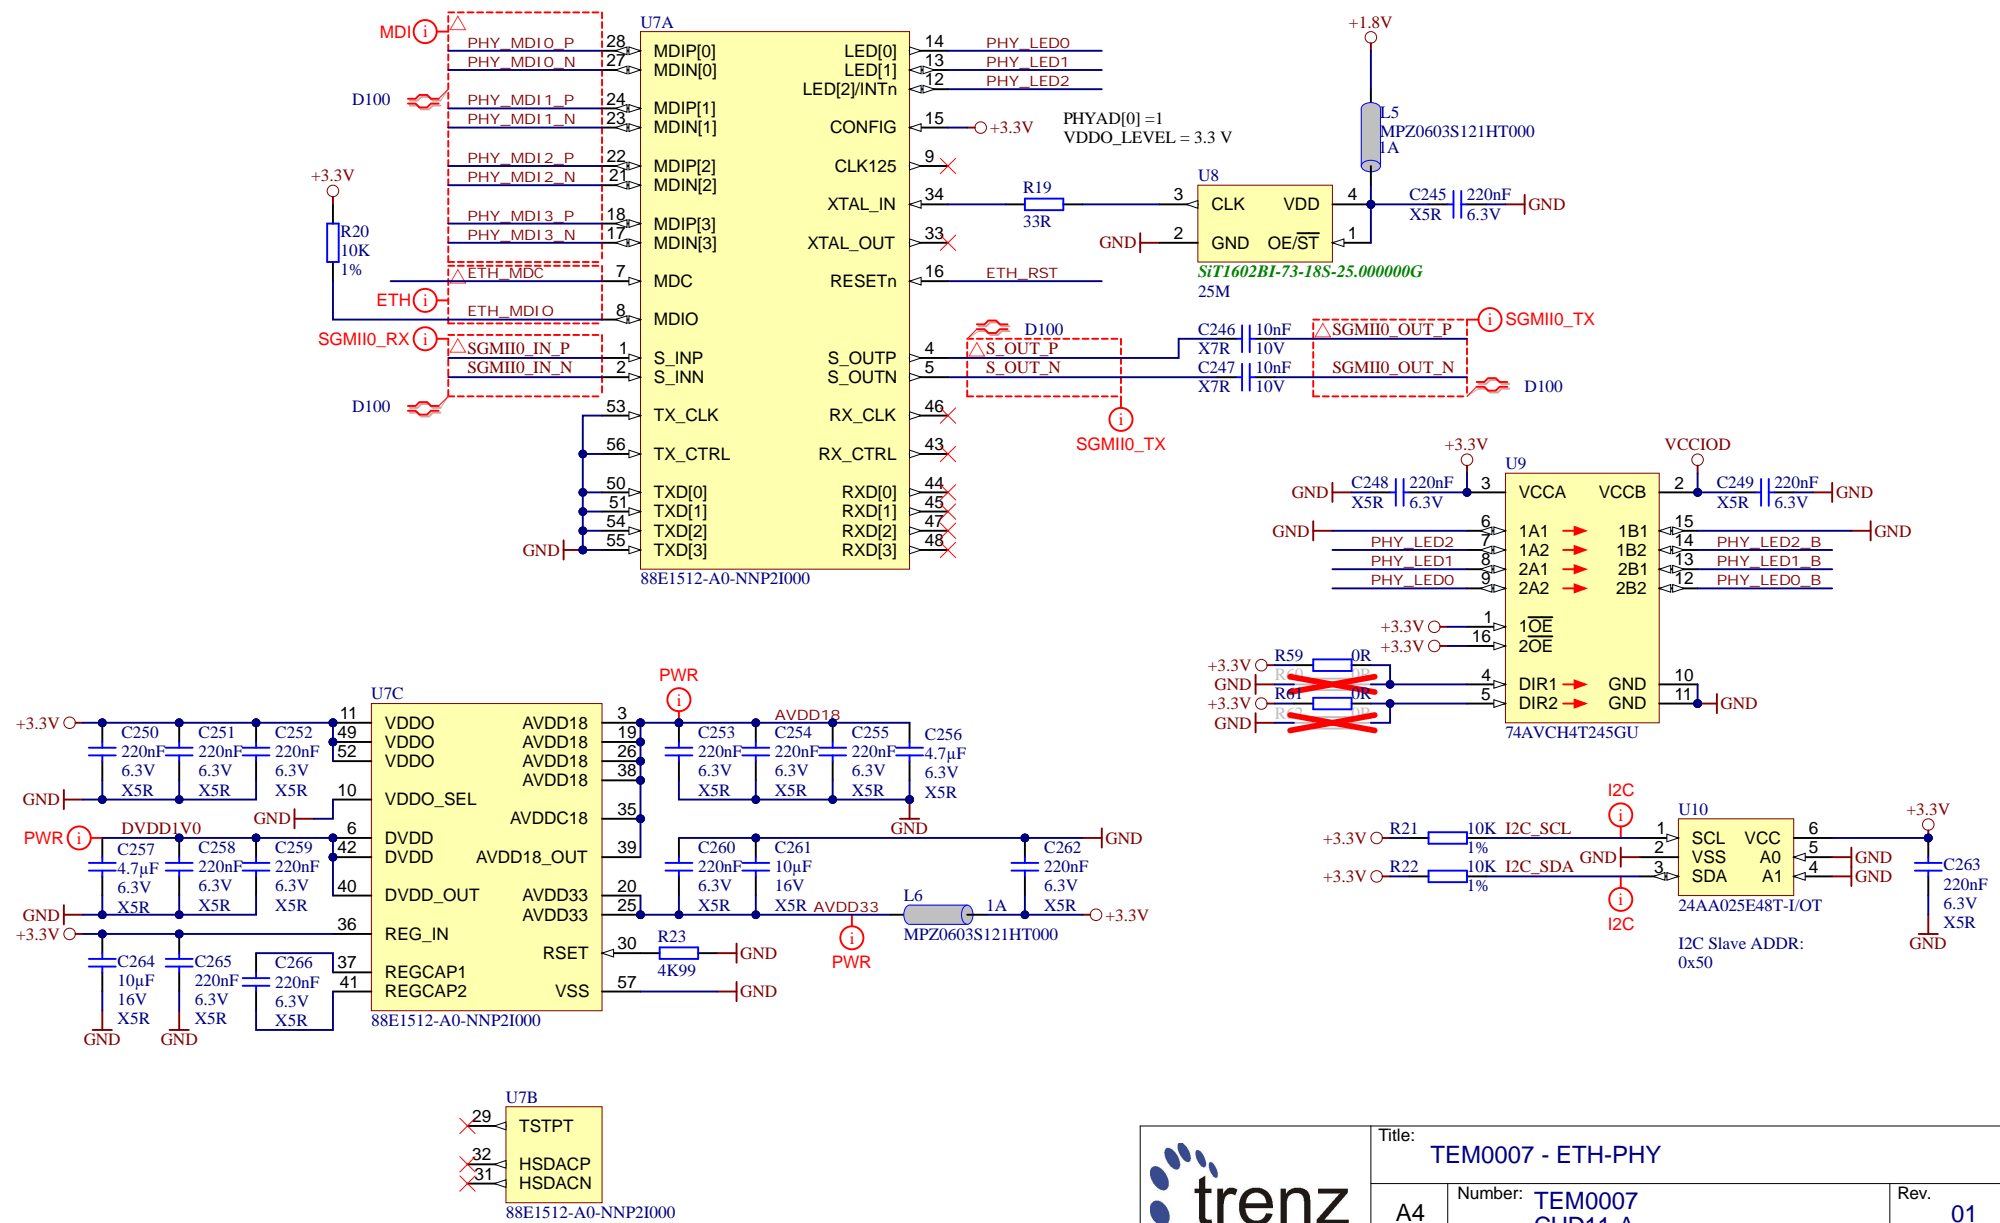 U7A
MDI
PHY_MDI0_P 28 MDIP[0]
PHY_MDI0_N 27 MDIN[0]
D100
PHY_MDI1_P 24 MDIP[1]
PHY_MDI1_N 23 MDIN[1]
PHY_MDI2_P 22 MDIP[2]
PHY_MDI2_N 21 MDIN[2]
PHY_MDI3_P 18 MDIP[3]
PHY_MDI3_N 17 MDIN[3]
+3.3V
R20
10K
1%
ETH_MDC 7 MDC
ETH
ETH_MDIO 8 MDIO
SGMII0_RX
SGMII0_IN_P 1 S_INP
SGMII0_IN_N 2 S_INN
D100
53 TX_CLK
56 TX_CTRL
50 TXD[0]
51 TXD[1]
54 TXD[2]
GND 55 TXD[3]
LED[0] 14 PHY_LED0
LED[1] 13 PHY_LED1
LED[2]/INTn 12 PHY_LED2
CONFIG 15 +3.3V
PHYAD[0] =1
VDDO_LEVEL = 3.3 V
CLK125 9
XTAL_IN 34
R19
33R
XTAL_OUT 33
RESETn 16 ETH_RST
D100
S_OUTP 4 S_OUT_P
S_OUTN 5 S_OUT_N
SGMII0_TX
RX_CLK 46
RX_CTRL 43
RXD[0] 44
RXD[1] 45
RXD[2] 47
RXD[3] 48
88E1512-A0-NNP2I000
+1.8V
L5
MPZ0603S121HT000
1A
U8
3 CLK VDD 4
GND 2 GND OE/ST 1
SiT1602BI-73-18S-25.000000G
25M
C245 220nF GND
X5R 6.3V
C246 10nF SGMII0_OUT_P
X7R 10V
C247 10nF SGMII0_OUT_N
X7R 10V
SGMII0_TX
D100
+3.3V
VCCIOD
U9
GND C248 220nF 3 VCCA VCCB 2 C249 220nF GND
X5R 6.3V X5R 6.3V
GND 6 1A1 1B1 15 GND
PHY_LED2 7 1A2 1B2 14 PHY_LED2_B
PHY_LED1 8 2A1 2B1 13 PHY_LED1_B
PHY_LED0 9 2A2 2B2 12 PHY_LED0_B
+3.3V 1 1OE
+3.3V 16 2OE
+3.3V R59 0R
GND 4 DIR1 GND 10
+3.3V R61 0R 5 DIR2 GND 11 GND
GND
74AVCH4T245GU
U7C
+3.3V 11 VDDO
49 VDDO
52 VDDO
C250 220nF 6.3V X5R
C251 220nF 6.3V X5R
C252 220nF 6.3V X5R
GND
GND 10 VDDO_SEL
PWR DVDD1V0 6 DVDD
42 DVDD
40 DVDD_OUT
C257 4.7µF 6.3V X5R
C258 220nF 6.3V X5R
C259 220nF 6.3V X5R
GND
+3.3V 36 REG_IN
37 REGCAP1
41 REGCAP2
C264 10µF 16V X5R GND
C265 220nF 6.3V X5R GND
C266 220nF 6.3V X5R
AVDD18 3
AVDD18 19
AVDD18 26
AVDD18 38
AVDDC18 35
AVDD18_OUT 39
AVDD33 20
AVDD33 25
RSET 30 R23 GND
4K99
VSS 57 GND
88E1512-A0-NNP2I000
PWR
AVDD18
C253 220nF 6.3V X5R
C254 220nF 6.3V X5R
C255 220nF 6.3V X5R
C256 4.7µF 6.3V X5R
GND
C260 220nF 6.3V X5R
C261 10µF 16V X5R
C262 220nF 6.3V X5R
GND
AVDD33
PWR
L6 1A
MPZ0603S121HT000
+3.3V
I2C
U10
+3.3V R21 10K I2C_SCL 1 SCL VCC 6 +3.3V
1%
GND 2 VSS A0 5 GND
+3.3V R22 10K I2C_SDA 3 SDA A1 4 GND
1%
I2C
24AA025E48T-I/OT
C263
220nF
6.3V
X5R
GND
I2C Slave ADDR:
0x50
U7B
29 TSTPT
32 HSDACP
31 HSDACN
88E1512-A0-NNP2I000
trenz
Title:
TEM0007 - ETH-PHY
A4
Number: TEM0007
Rev.
01